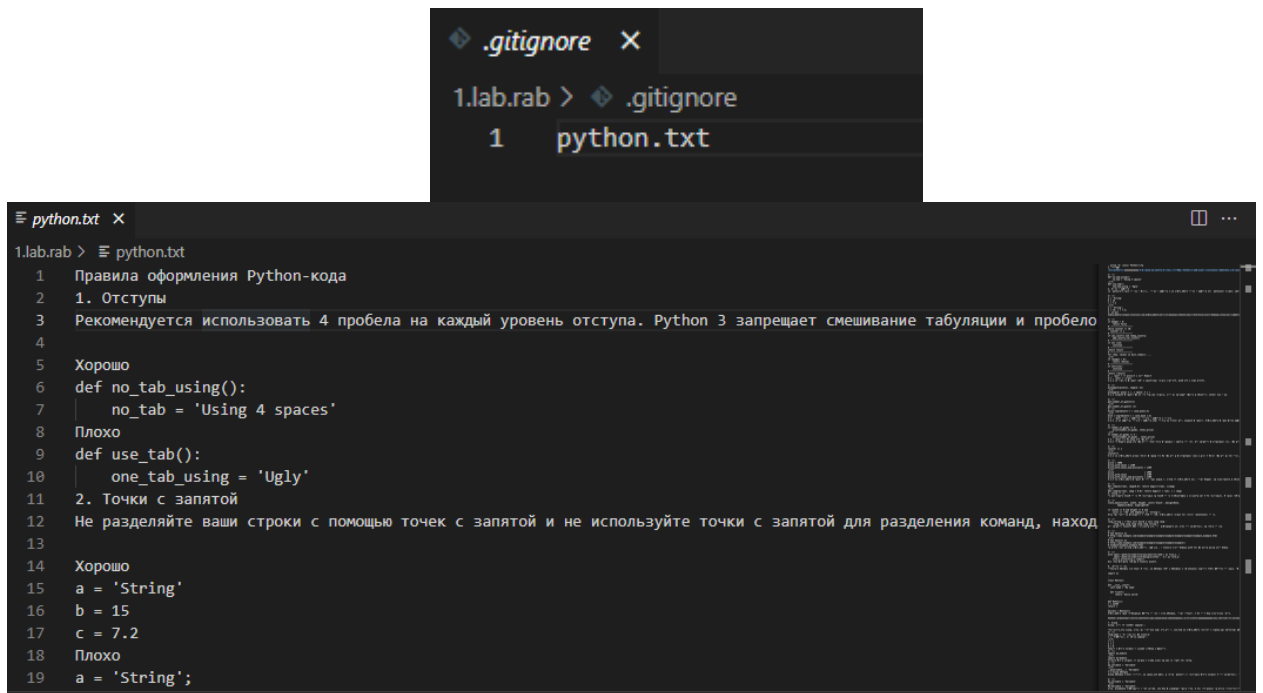 .gitignore
1.lab.rab > .gitignore
1 python.txt
python.txt
1.lab.rab > python.txt
1 Правила оформления Python-кода
2 1. Отступы
3 Рекомендуется использовать 4 пробела на каждый уровень отступа. Python 3 запрещает смешивание табуляции и пробело
4
5 Хорошо
6 def no_tab_using():
7 no_tab = 'Using 4 spaces'
8 Плохо
9 def use_tab():
10 one_tab_using = 'Ugly'
11 2. Точки с запятой
12 Не разделяйте ваши строки с помощью точек с запятой и не используйте точки с запятой для разделения команд, наход
13
14 Хорошо
15 a = 'String'
16 b = 15
17 c = 7.2
18 Плохо
19 a = 'String';